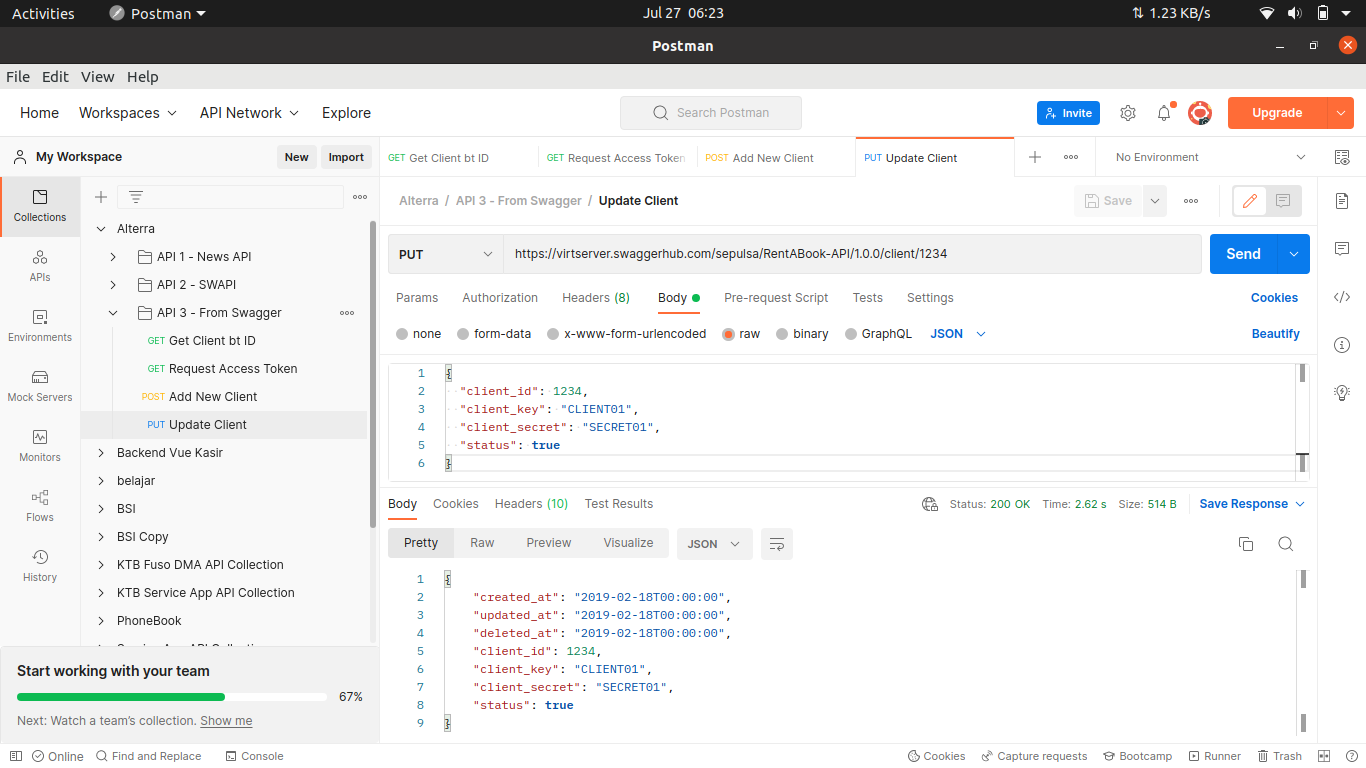 Activities Postman Jul 27 06:23 1.23 KB/s
Postman
File Edit View Help
Home Workspaces API Network Explore Search Postman Invite Upgrade
My Workspace New Import GET Get Client bt ID GET Request Access Token POST Add New Client PUT Update Client No Environment
Collections
APIs
Environments
Mock Servers
Monitors
Flows
History
Alterra
API 1 - News API
API 2 - SWAPI
API 3 - From Swagger
GET Get Client bt ID
GET Request Access Token
POST Add New Client
PUT Update Client
Backend Vue Kasir
belajar
BSI
BSI Copy
KTB Fuso DMA API Collection
KTB Service App API Collection
PhoneBook
Start working with your team
67%
Next: Watch a team's collection. Show me
Alterra / API 3 - From Swagger / Update Client Save
PUT https://virtserver.swaggerhub.com/sepulsa/RentABook-API/1.0.0/client/1234 Send
Params Authorization Headers (8) Body Pre-request Script Tests Settings Cookies
none form-data x-www-form-urlencoded raw binary GraphQL JSON Beautify
1 {
2 "client_id": 1234,
3 "client_key": "CLIENT01",
4 "client_secret": "SECRET01",
5 "status": true
6 }
Body Cookies Headers (10) Test Results Status: 200 OK Time: 2.62 s Size: 514 B Save Response
Pretty Raw Preview Visualize JSON
1 {
2 "created_at": "2019-02-18T00:00:00",
3 "updated_at": "2019-02-18T00:00:00",
4 "deleted_at": "2019-02-18T00:00:00",
5 "client_id": 1234,
6 "client_key": "CLIENT01",
7 "client_secret": "SECRET01",
8 "status": true
9 }
Online Find and Replace Console Cookies Capture requests Bootcamp Runner Trash